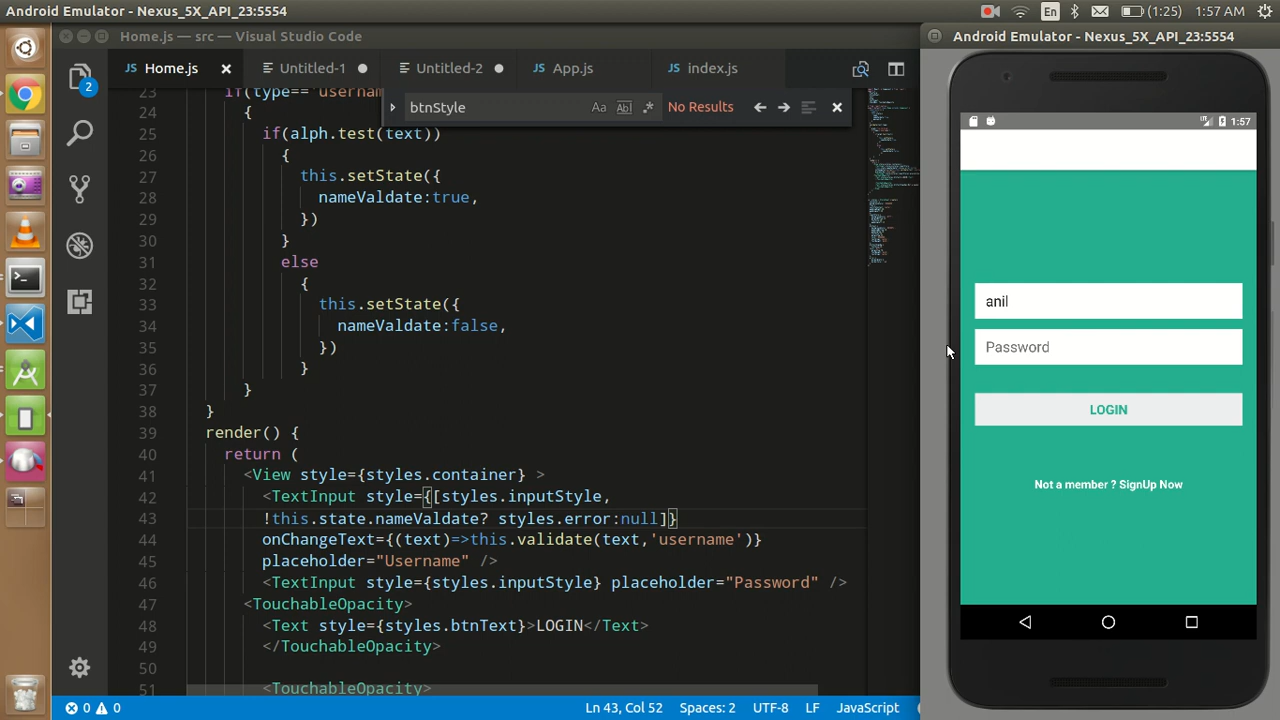 Android Emulator - Nexus_5X_API_23:5554
En
(1:25)
1:57 AM
Home.js — src — Visual Studio Code
Android Emulator - Nexus_5X_API_23:5554
JS Home.js
Untitled-1
Untitled-2
JS App.js
JS index.js
2
btnStyle
Aa
Abl
.*
No Results
23
24 {
25 if(alph.test(text))
26 {
27 this.setState({
28 nameValdate:true,
29 })
30 }
31 else
32 {
33 this.setState({
34 nameValdate:false,
35 })
36 }
37 }
38 }
39 render() {
40 return (
41 <View style={styles.container} >
42 <TextInput style={[styles.inputStyle,
43 !this.state.nameValdate? styles.error:null]}
44 onChangeText={(text)=>this.validate(text,'username')}
45 placeholder="Username" />
46 <TextInput style={styles.inputStyle} placeholder="Password" />
47 <TouchableOpacity>
48 <Text style={styles.btnText}>LOGIN</Text>
49 </TouchableOpacity>
50
51 <TouchableOpacity>
1:57
anil
Password
LOGIN
Not a member ? SignUp Now
0
0
Ln 43, Col 52
Spaces: 2
UTF-8
LF
JavaScript